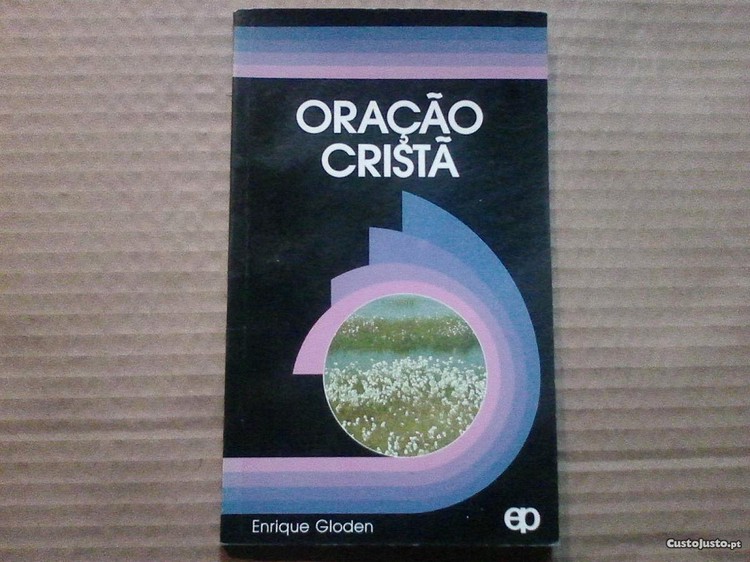 ORAÇÃO
CRISTÃ
Enrique Gloden
ep
CustoJusto.pt